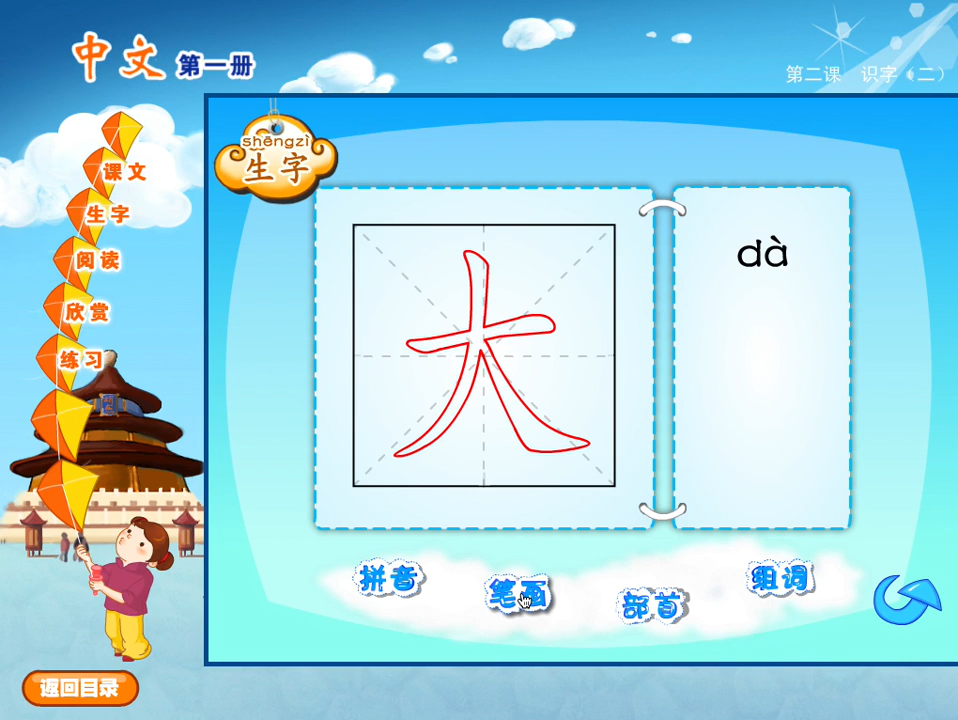 中文 第一册
第二课 识字（二）
课文
生字
阅读
欣赏
练习
shēngzì
生字
大
dà
拼音
笔画
部首
组词
返回目录